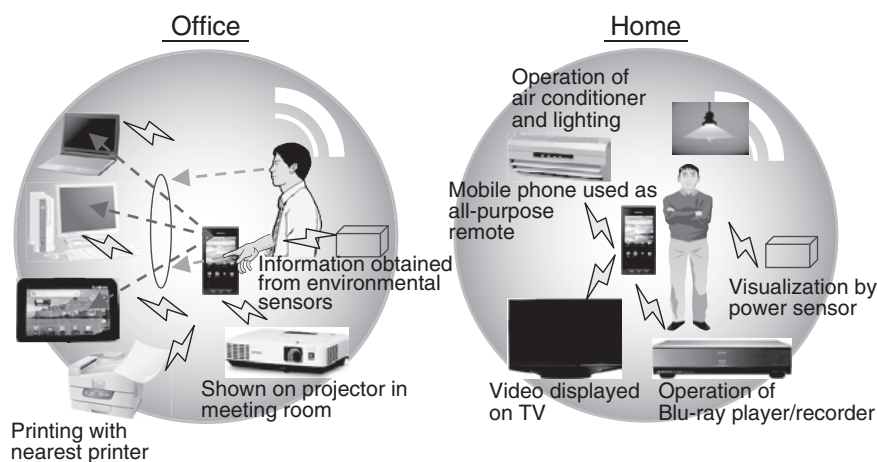 Office
Information obtained
from environmental
sensors
Shown on projector in
meeting room
Printing with
nearest printer
Home
Operation of
air conditioner
and lighting
Mobile phone used as
all-purpose
remote
Visualization by
power sensor
Video displayed
on TV
Operation of
Blu-ray player/recorder